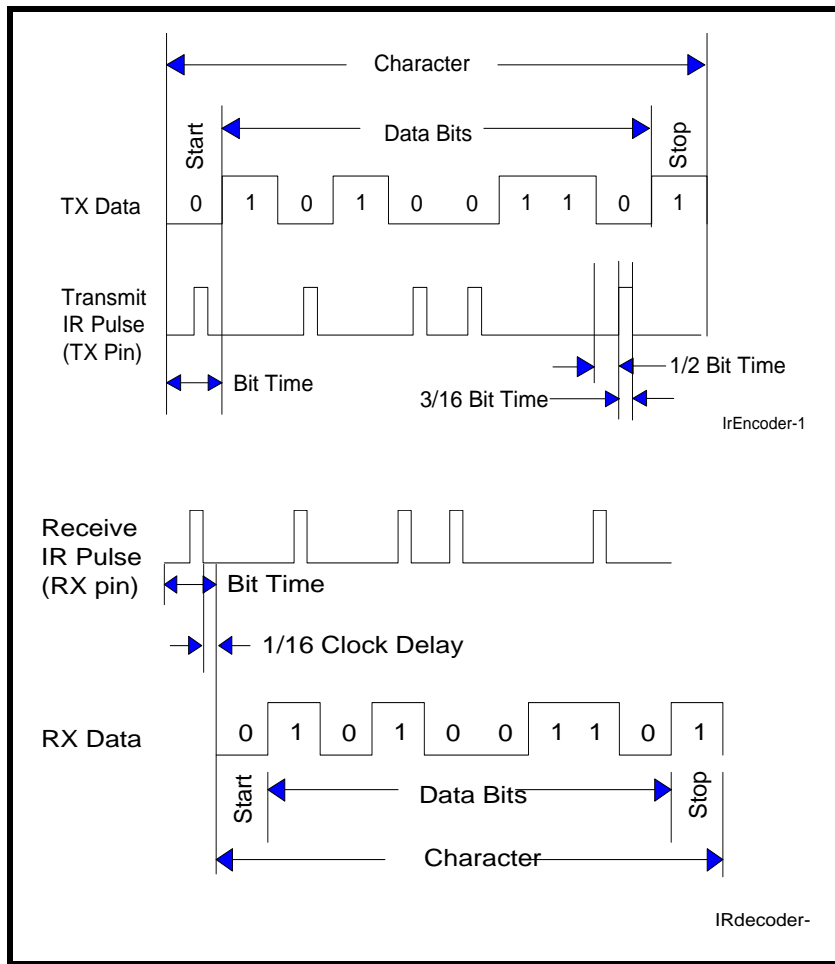 Character
Start
Data Bits
Stop
TX Data
0 1 0 1 0 0 1 1 0 1
Transmit
IR Pulse
(TX Pin)
Bit Time
1/2 Bit Time
3/16 Bit Time
IrEncoder-1
Receive
IR Pulse
(RX pin)
Bit Time
1/16 Clock Delay
RX Data
0 1 0 1 0 0 1 1 0 1
Start
Data Bits
Stop
Character
IRdecoder-